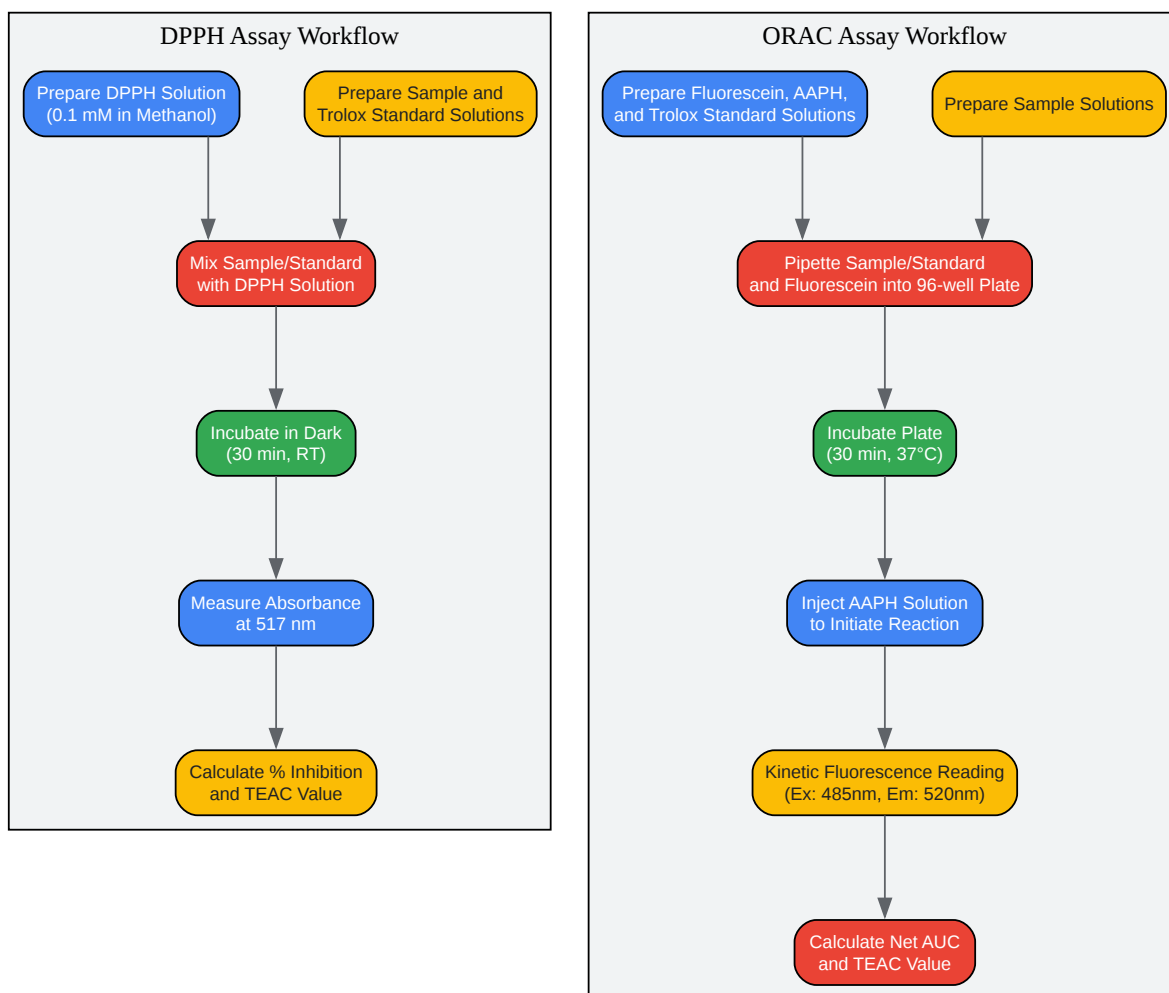 DPPH Assay Workflow
Prepare DPPH Solution
(0.1 mM in Methanol)
Prepare Sample and
Trolox Standard Solutions
Mix Sample/Standard
with DPPH Solution
Incubate in Dark
(30 min, RT)
Measure Absorbance
at 517 nm
Calculate % Inhibition
and TEAC Value
ORAC Assay Workflow
Prepare Fluorescein, AAPH,
and Trolox Standard Solutions
Prepare Sample Solutions
Pipette Sample/Standard
and Fluorescein into 96-well Plate
Incubate Plate
(30 min, 37°C)
Inject AAPH Solution
to Initiate Reaction
Kinetic Fluorescence Reading
(Ex: 485nm, Em: 520nm)
Calculate Net AUC
and TEAC Value